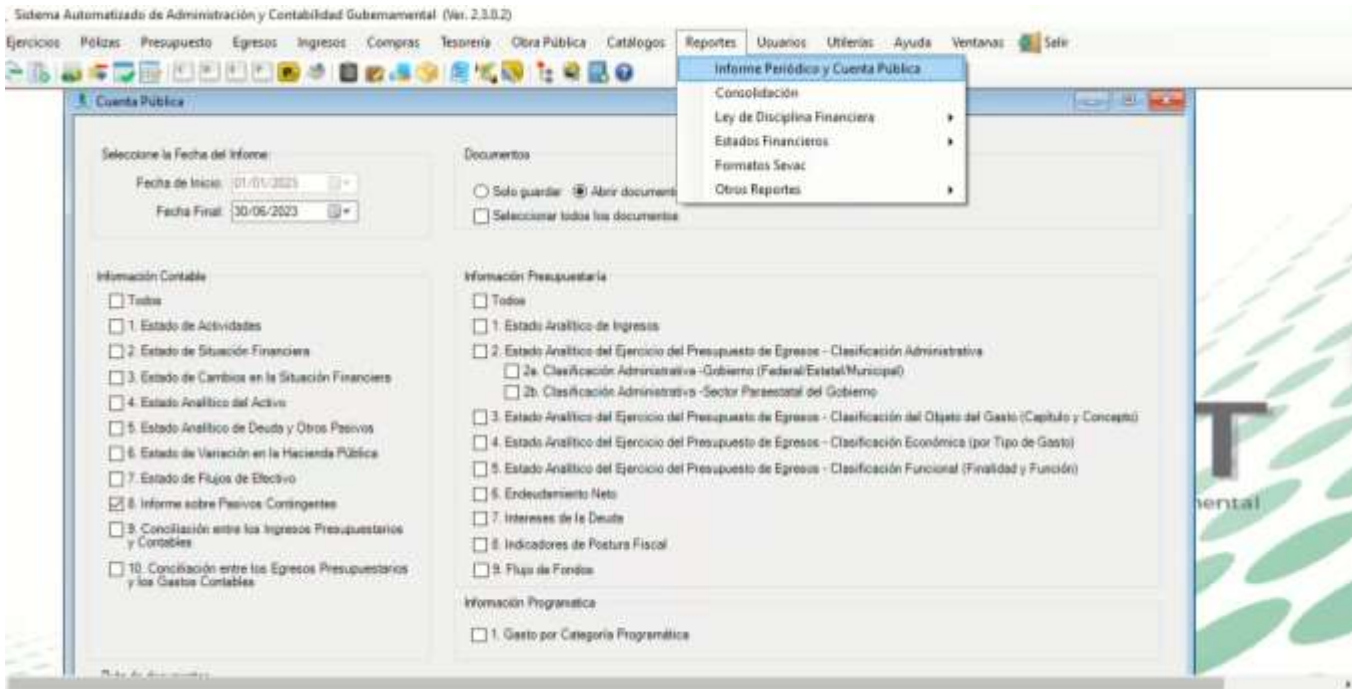 Sistema Automatizado de Administración y Contabilidad Gubernamental (Ver. 2.3.0.2)
Ejercicios Pólizas Presupuesto Egresos Ingresos Compras Tesorería Obra Pública Catálogos Reportes Usuarios Utilerías Ayuda Ventanas Salir
Informe Periódico y Cuenta Pública
Consolidación
Ley de Disciplina Financiera
Estados Financieros
Formatos Sevac
Otros Reportes
Cuenta Pública
Seleccione la Fecha del Informe:
Fecha de Inicio: 01/01/2023
Fecha Final: 30/06/2023
Documentos
Solo guardar Abrir documento
Seleccionar todos los documentos
Información Contable
Todos
1. Estado de Actividades
2. Estado de Situación Financiera
3. Estado de Cambios en la Situación Financiera
4. Estado Analítico del Activo
5. Estado Analítico de Deuda y Otros Pasivos
6. Estado de Variación en la Hacienda Pública
7. Estado de Flujos de Efectivo
8. Informe sobre Pasivos Contingentes
9. Conciliación entre los Ingresos Presupuestarios
y Contables
10. Conciliación entre los Egresos Presupuestarios
y los Gastos Contables
Información Presupuestaría
Todos
1. Estado Analítico de Ingresos
2. Estado Analítico del Ejercicio del Presupuesto de Egresos - Clasificación Administrativa
2a. Clasificación Administrativa -Gobierno (Federal/Estatal/Municipal)
2b. Clasificación Administrativa -Sector Paraestatal del Gobierno
3. Estado Analítico del Ejercicio del Presupuesto de Egresos - Clasificación del Objeto del Gasto (Capítulo y Concepto)
4. Estado Analítico del Ejercicio del Presupuesto de Egresos - Clasificación Económica (por Tipo de Gasto)
5. Estado Analítico del Ejercicio del Presupuesto de Egresos - Clasificación Funcional (Finalidad y Función)
6. Endeudamiento Neto
7. Intereses de la Deuda
8. Indicadores de Postura Fiscal
9. Flujo de Fondos
Información Programatica
1. Gasto por Categoría Programática
T
mental